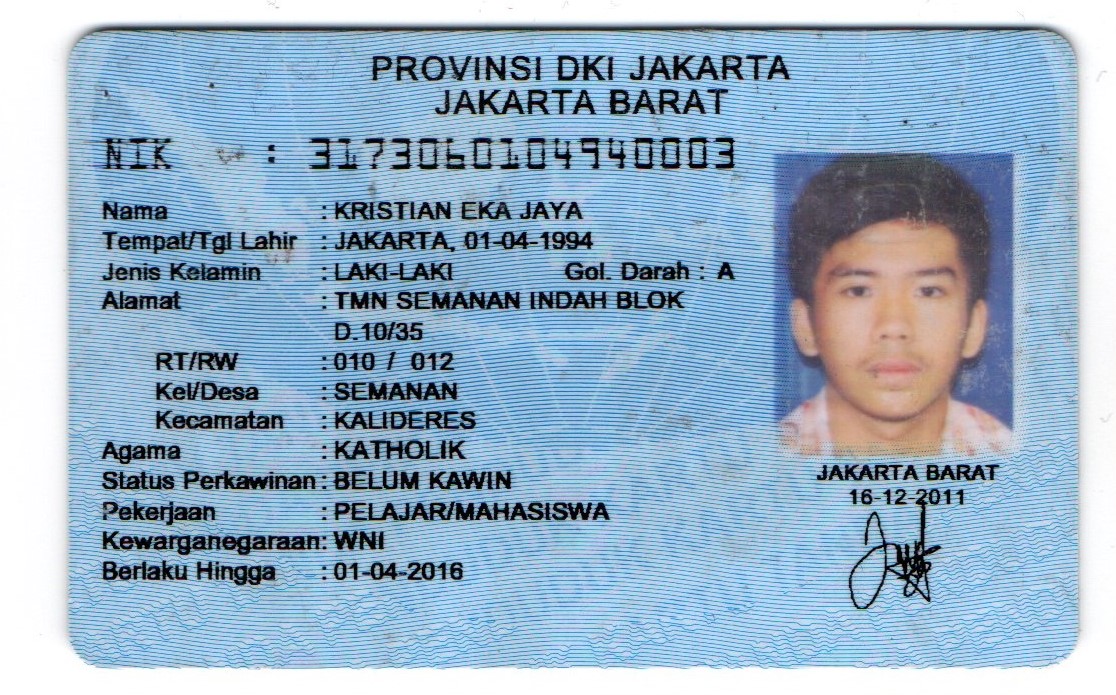 PROVINSI DKI JAKARTA
JAKARTA BARAT
NIK : 3173060104940003
Nama : KRISTIAN EKA JAYA
Tempat/Tgl Lahir : JAKARTA, 01-04-1994
Jenis Kelamin : LAKI-LAKI Gol. Darah : A
Alamat : TMN SEMANAN INDAH BLOK
D.10/35
RT/RW : 010 / 012
Kel/Desa : SEMANAN
Kecamatan : KALIDERES
Agama : KATHOLIK
Status Perkawinan : BELUM KAWIN
Pekerjaan : PELAJAR/MAHASISWA
Kewarganegaraan: WNI
Berlaku Hingga : 01-04-2016
JAKARTA BARAT
16-12-2011